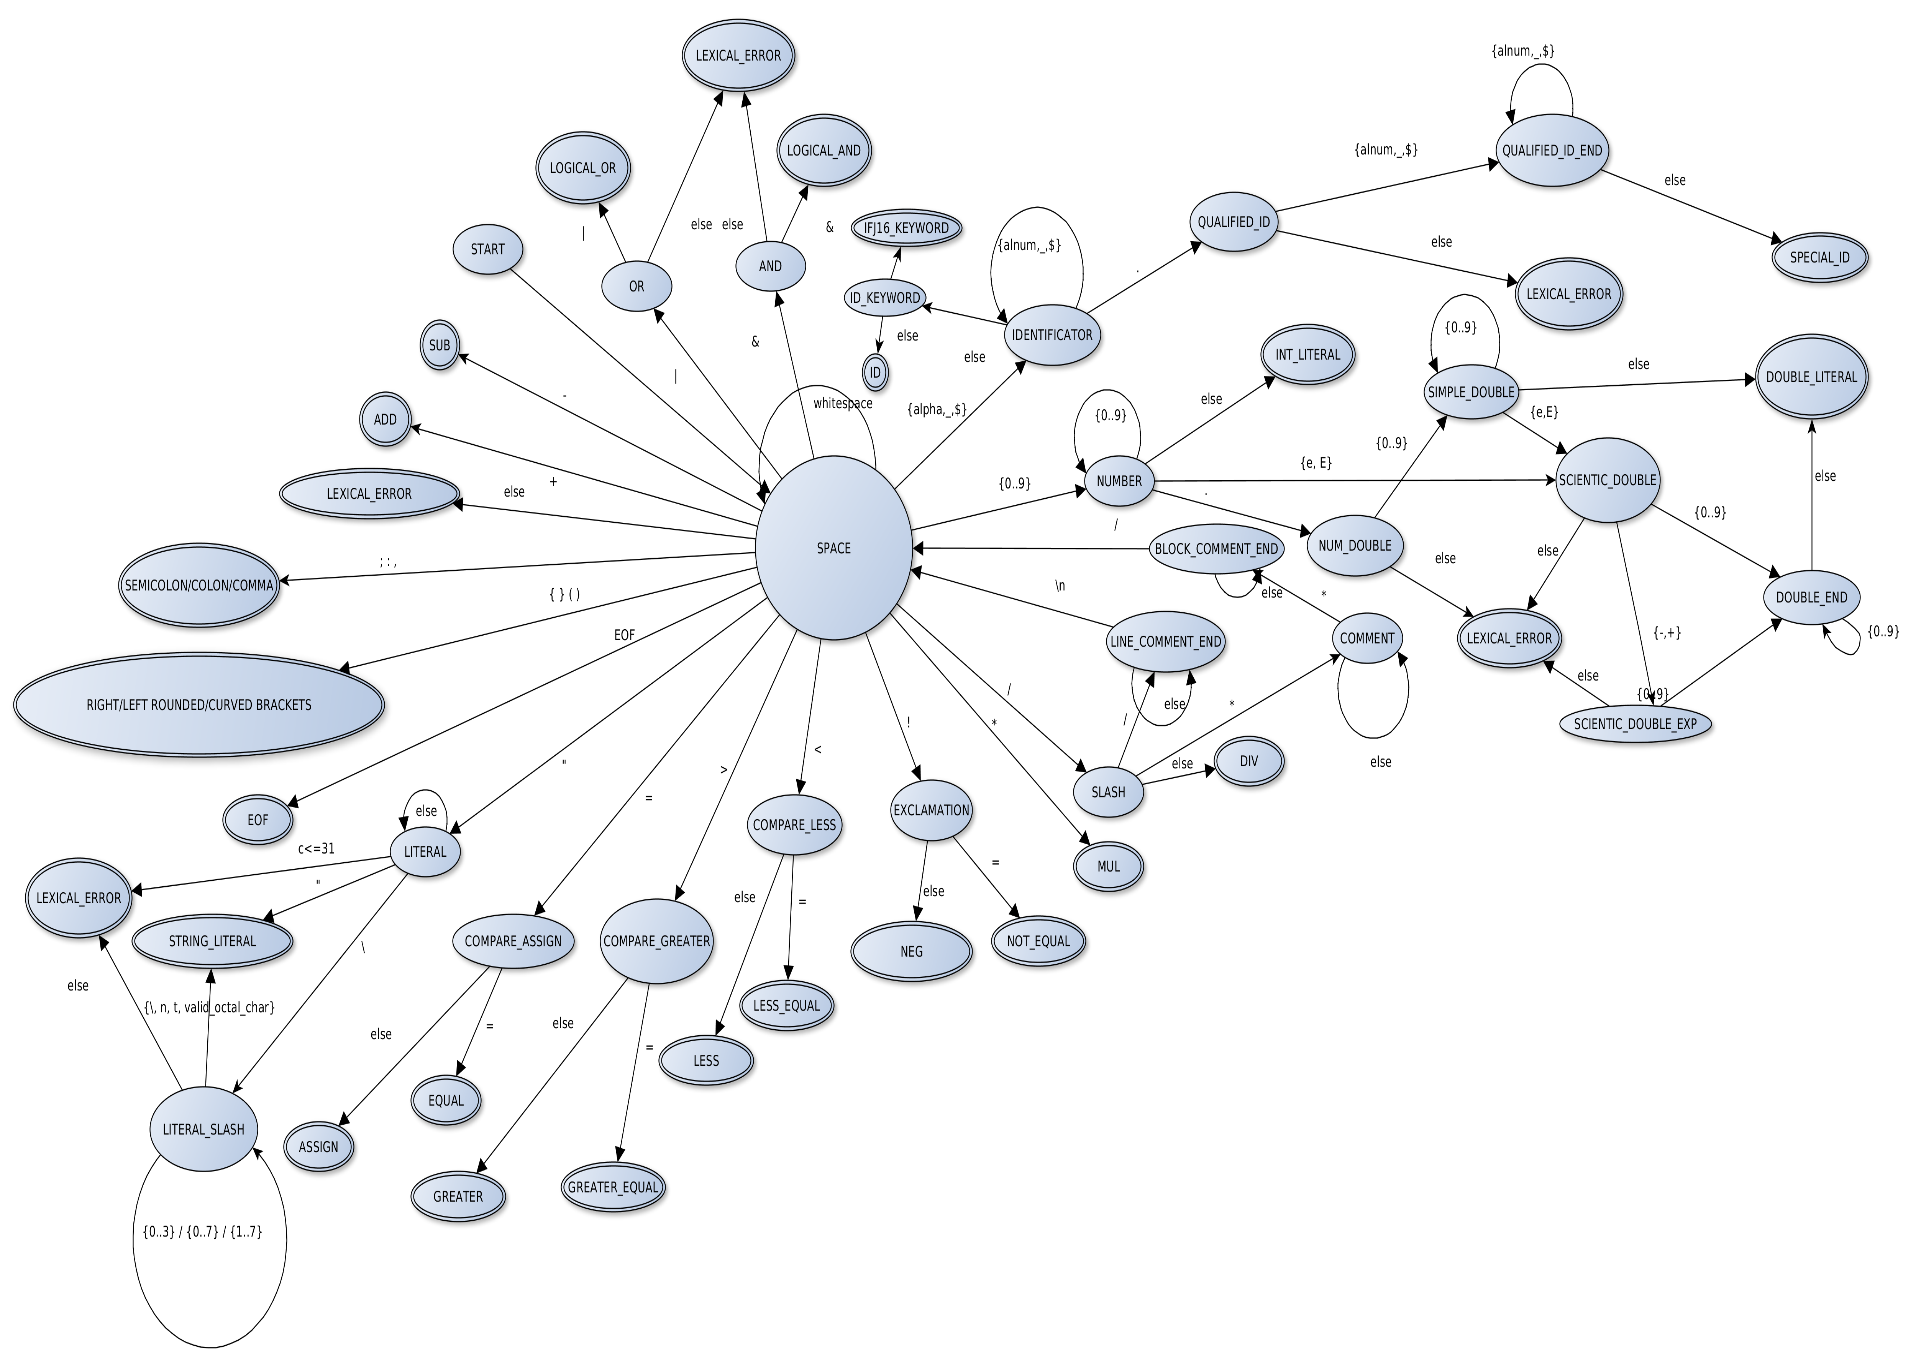 LEXICAL_ERROR
{alnum,_,$}
LOGICAL_AND
{alnum,_,$}
QUALIFIED_ID_END
LOGICAL_OR
else
QUALIFIED_ID
|
else else
&
IFJ16_KEYWORD
{alnum,_,$}
else
START
SPECIAL_ID
AND
.
OR
ID_KEYWORD
LEXICAL_ERROR
IDENTIFICATOR
{0..9}
SUB
&
else
else
INT_LITERAL
else
|
ID
DOUBLE_LITERAL
SIMPLE_DOUBLE
-
whitespace
{alpha,_,$}
else
{e,E}
ADD
{0..9}
{0..9}
{e, E}
+
LEXICAL_ERROR
else
{0..9}
NUMBER
.
SCIENTIC_DOUBLE
else
{0..9}
/
SPACE
BLOCK_COMMENT_END
NUM_DOUBLE
else
else
; : ,
SEMICOLON/COLON/COMMA
{ } ( )
\n
else
*
DOUBLE_END
EOF
LINE_COMMENT_END
COMMENT
LEXICAL_ERROR
{-,+}
{0..9}
else
{0..9}
RIGHT/LEFT ROUNDED/CURVED BRACKETS
/
else
*
!
*
/
SCIENTIC_DOUBLE_EXP
"
>
<
else
DIV
else
=
SLASH
EOF
else
COMPARE_LESS
EXCLAMATION
c<=31
LITERAL
MUL
=
LEXICAL_ERROR
"
else
=
else
STRING_LITERAL
\
COMPARE_ASSIGN
COMPARE_GREATER
NEG
NOT_EQUAL
else
{\, n, t, valid_octal_char}
LESS_EQUAL
else
=
else
=
LESS
EQUAL
LITERAL_SLASH
ASSIGN
GREATER
GREATER_EQUAL
{0..3} / {0..7} / {1..7}